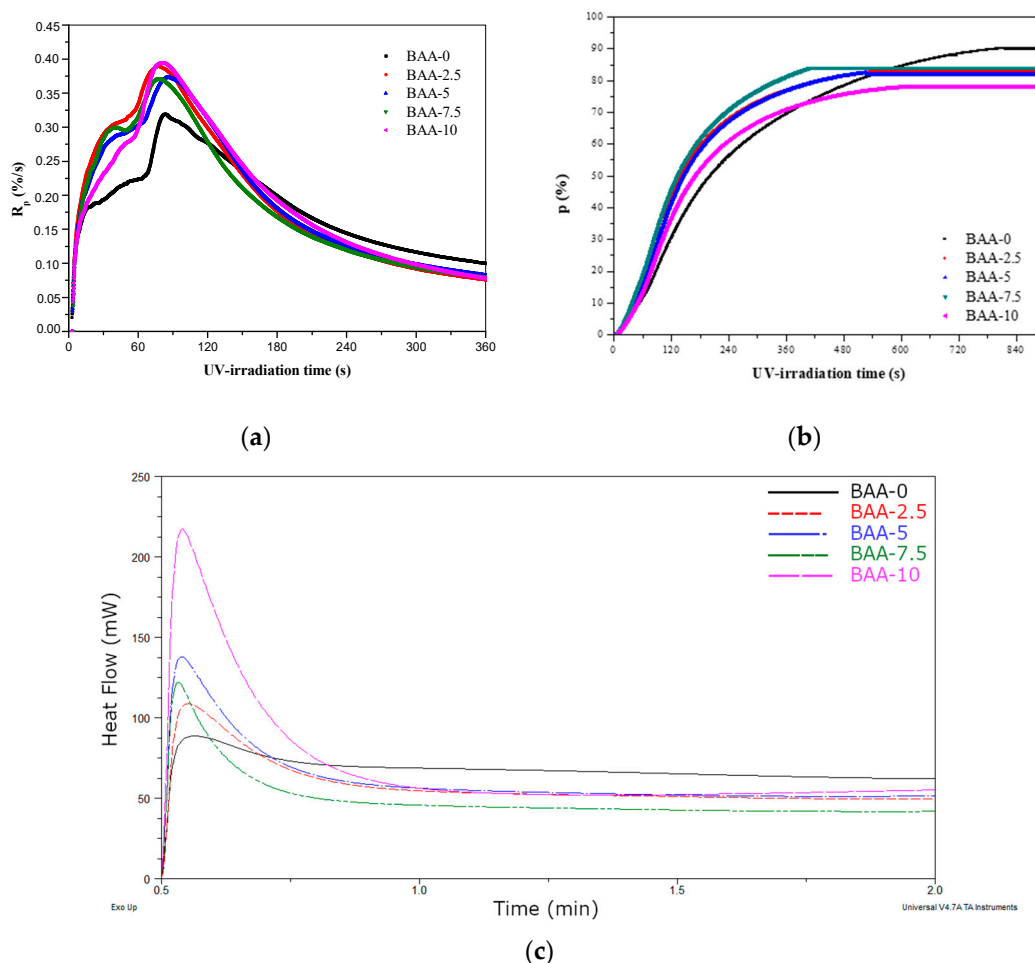 0.45
0.40
0.35
0.30
0.25
0.20
0.15
0.10
0.05
0.00
Rp (%/s)
BAA-0
BAA-2.5
BAA-5
BAA-7.5
BAA-10
0 60 120 180 240 300 360
UV-irradiation time (s)
(a)
90
80
70
60
50
40
30
20
10
0
p (%)
BAA-0
BAA-2.5
BAA-5
BAA-7.5
BAA-10
0 120 240 360 480 600 720 840
UV-irradiation time (s)
(b)
250
200
150
100
50
0
Heat Flow (mW)
BAA-0
BAA-2.5
BAA-5
BAA-7.5
BAA-10
0.5 1.0 1.5 2.0
Exo Up
Time (min)
Universal V4.7A TA Instruments
(c)